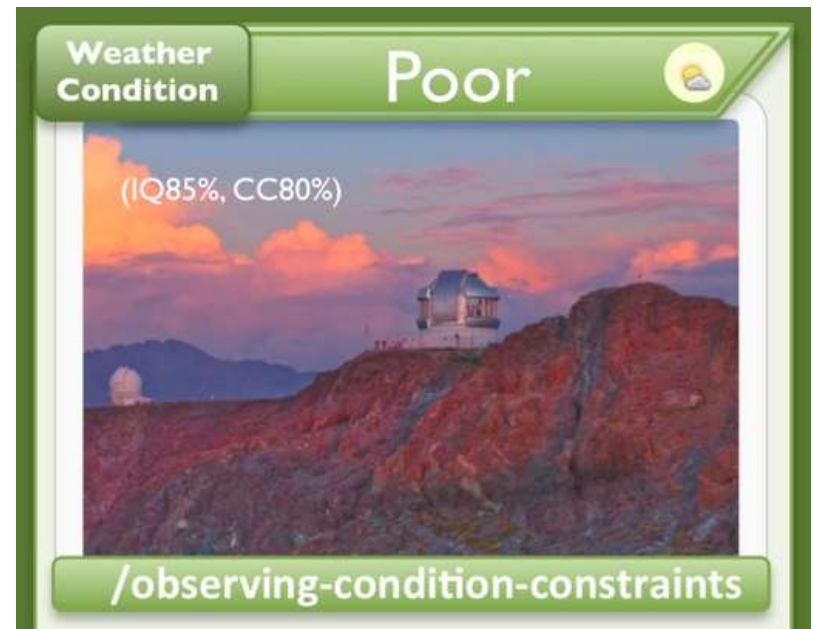 Weather
Condition
Poor
(IQ85%, CC80%)
/observing-condition-constraints